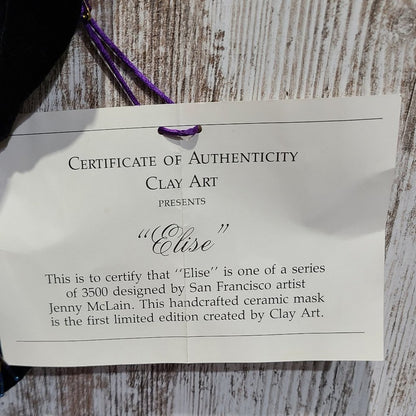 CERTIFICATE OF AUTHENTICITY
CLAY ART
PRESENTS
"Elise"
This is to certify that ''Elise'' is one of a series
of 3500 designed by San Francisco artist
Jenny McLain. This handcrafted ceramic mask
is the first limited edition created by Clay Art.